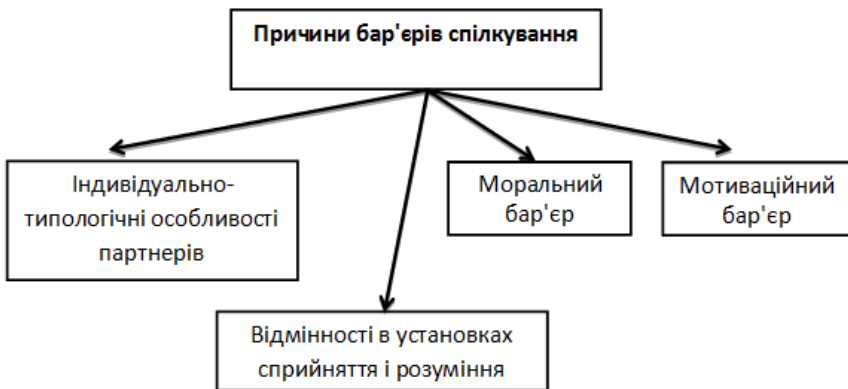 Причини бар'єрів спілкування
Індивідуально-
типологічні особливості
партнерів
Моральний
бар'єр
Мотиваційний
бар'єр
Відмінності в установках
сприйняття і розуміння